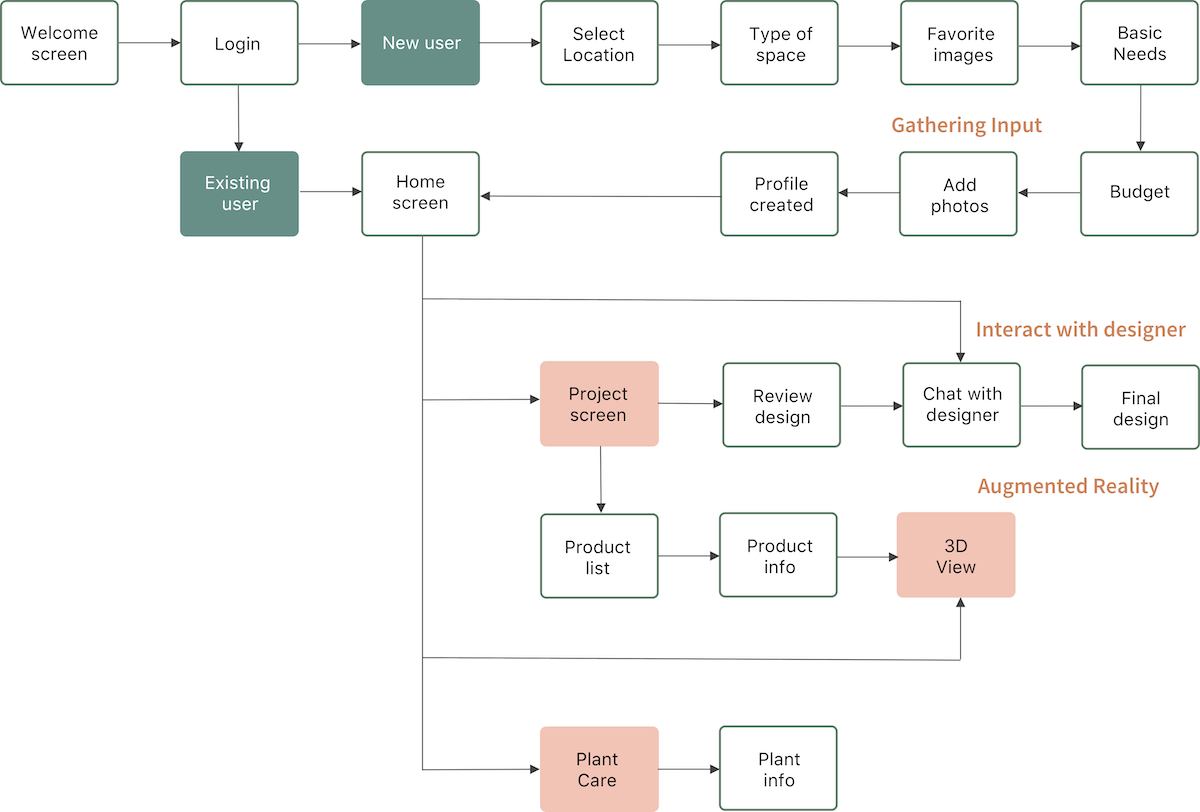 Welcome
screen
Login
New user
Select
Location
Type of
space
Favorite
images
Basic
Needs
Gathering Input
Existing
user
Home
screen
Profile
created
Add
photos
Budget
Interact with designer
Project
screen
Review
design
Chat with
designer
Final
design
Augmented Reality
Product
list
Product
info
3D
View
Plant
Care
Plant
info